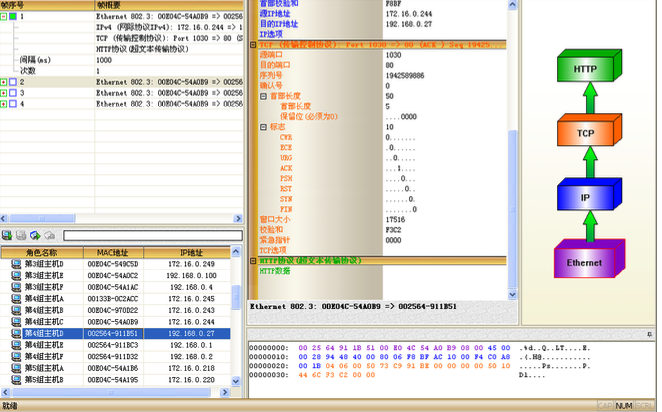 帧序号 帧概要
1 Ethernet 802.3: 00E04C-54A0B9 => 00256
IPv4 (网际协议IPv4): 172.16.0.244 => 1
TCP (传输控制协议): Port 1030 => 80 (S
HTTP协议(超文本传输协议)
间隔(ms) 1000
次数 1
2 Ethernet 802.3: 00E04C-54A0B9 => 00256
3 Ethernet 802.3: 00E04C-54A0B9 => 00256
4 Ethernet 802.3: 00E04C-54A0B9 => 00256
角色名称 MAC地址 IP地址
第3组主机D 00E04C-549C5D 172.16.0.249
第3组主机E 00E04C-54A0C2 192.168.0.100
第3组主机F 00E04C-54A1AC 192.168.0.4
第4组主机A 00133B-0C2ACC 172.16.0.245
第4组主机B 00E04C-970D22 172.16.0.243
第4组主机C 00E04C-54A0B9 172.16.0.244
第4组主机D 002564-911B51 192.168.0.27
第4组主机E 002564-911BC3 192.168.0.1
第4组主机F 002564-911D32 192.168.0.2
第5组主机A 00E04C-54A1B6 172.16.0.218
第5组主机B 00E04C-54A195 172.16.0.220
首部校验和 F8BF
源IP地址 172.16.0.244
目的IP地址 192.168.0.27
IP选项
TCP (传输控制协议): Port 1030 => 80 (ACK ) Seq 19425...
源端口 1030
目的端口 80
序列号 1942589886
确认号 0
首部长度 50
首部长度 5
保留位(必须为0) ....0000
标志 10
CWR 0.......
ECE .0......
URG ..0.....
ACK ...1....
PSH ....0...
RST .....0..
SYN ......0.
FIN .......0
窗口大小 17516
校验和 F3C2
紧急指针 0000
TCP选项
HTTP协议(超文本传输协议)
HTTP数据
Ethernet 802.3: 00E04C-54A0B9 => 002564-911B51
00000000: 00 25 64 91 1B 51 00 E0 4C 54 A0 B9 08 00 45 00
00000010: 00 28 94 48 40 00 80 06 F8 BF AC 10 00 F4 C0 A8
00000020: 00 1B 04 06 00 50 73 C9 91 BE 00 00 00 00 50 10
00000030: 44 6C F3 C2 00 00
HTTP
TCP
IP
Ethernet
就绪
CAP NUM SCRL